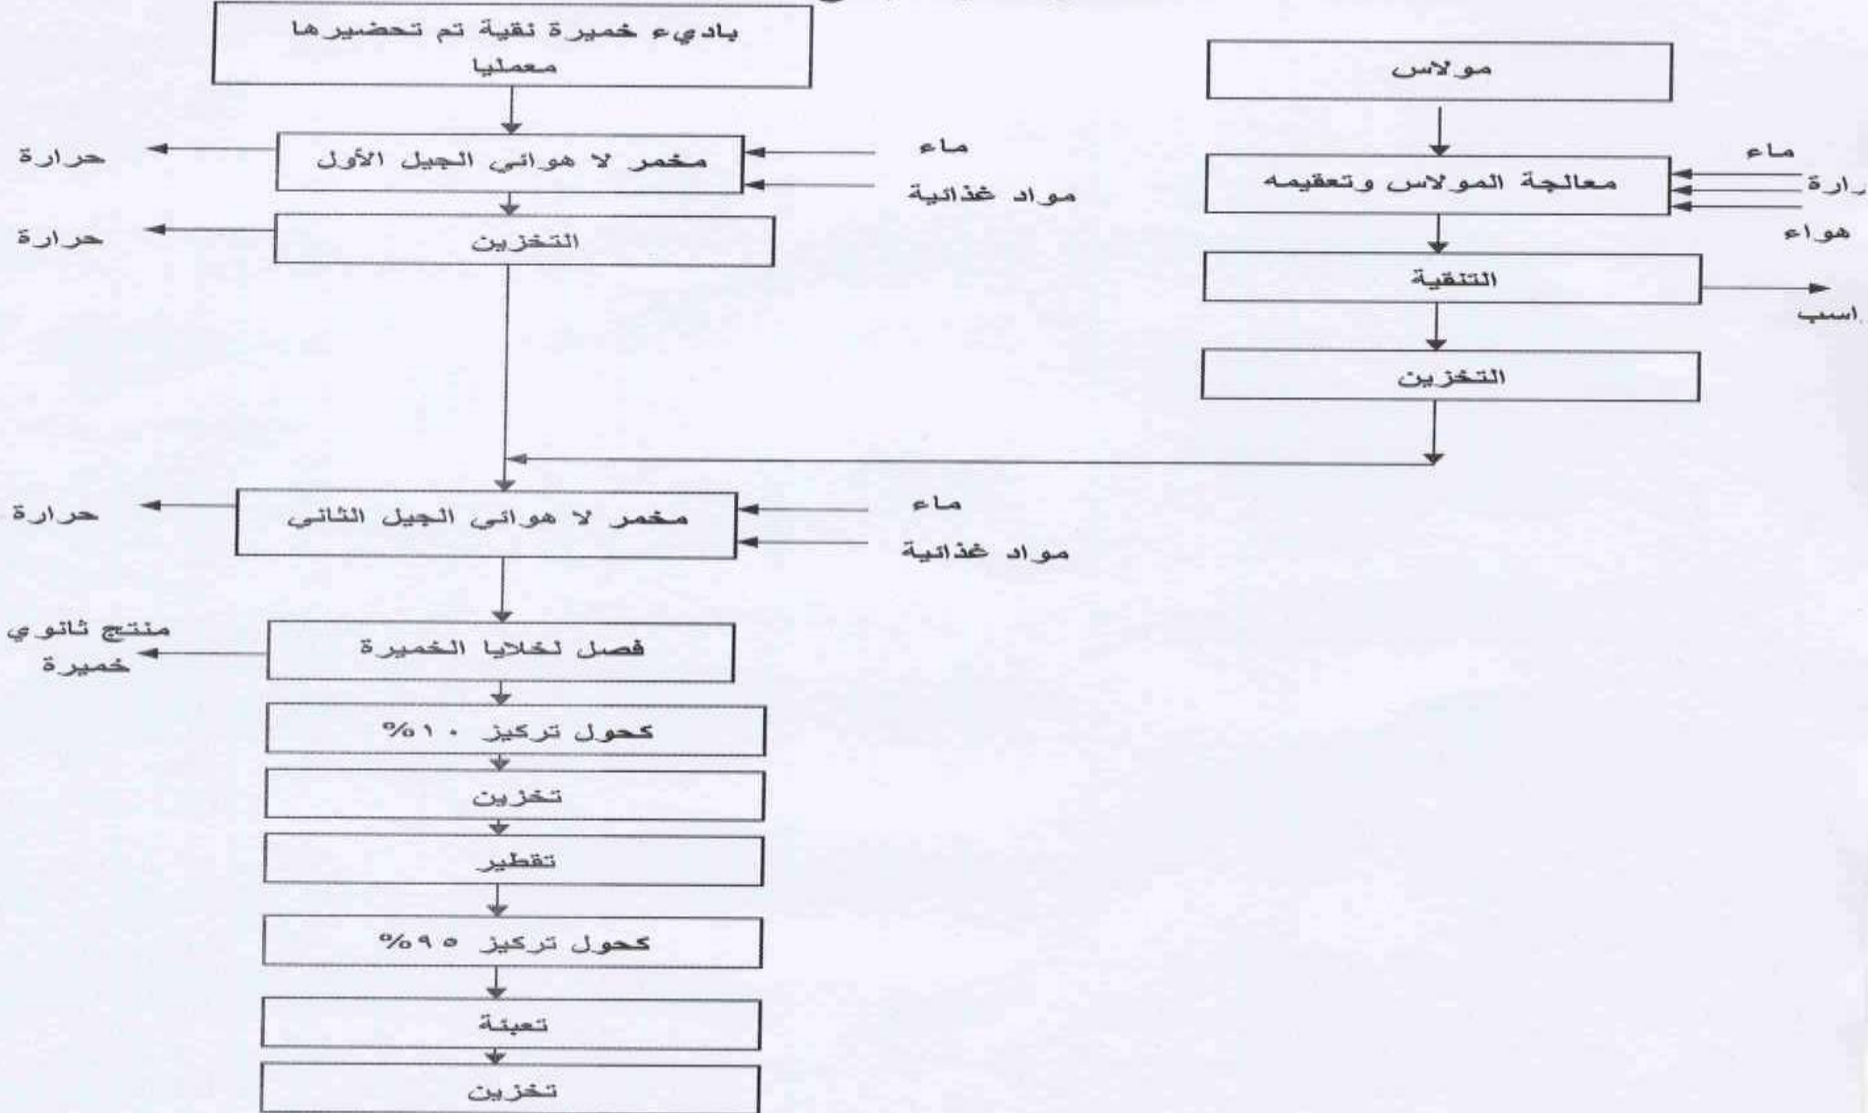 باديء خميرة نقية تم تحضيرها
معمليا
مولاس
حرارة
مخمر لا هوائي الجيل الأول
ماء
مواد غذائية
معالجة المولاس وتعقيمه
ماء
هواء
حرارة
التخزين
التنقية
التخزين
حرارة
مخمر لا هوائي الجيل الثاني
ماء
مواد غذائية
منتج ثانوي
خميرة
فصل لخلايا الخميرة
كحول تركيز ١٠%
تخزين
تقطير
كحول تركيز ٩٥%
تعبئة
تخزين